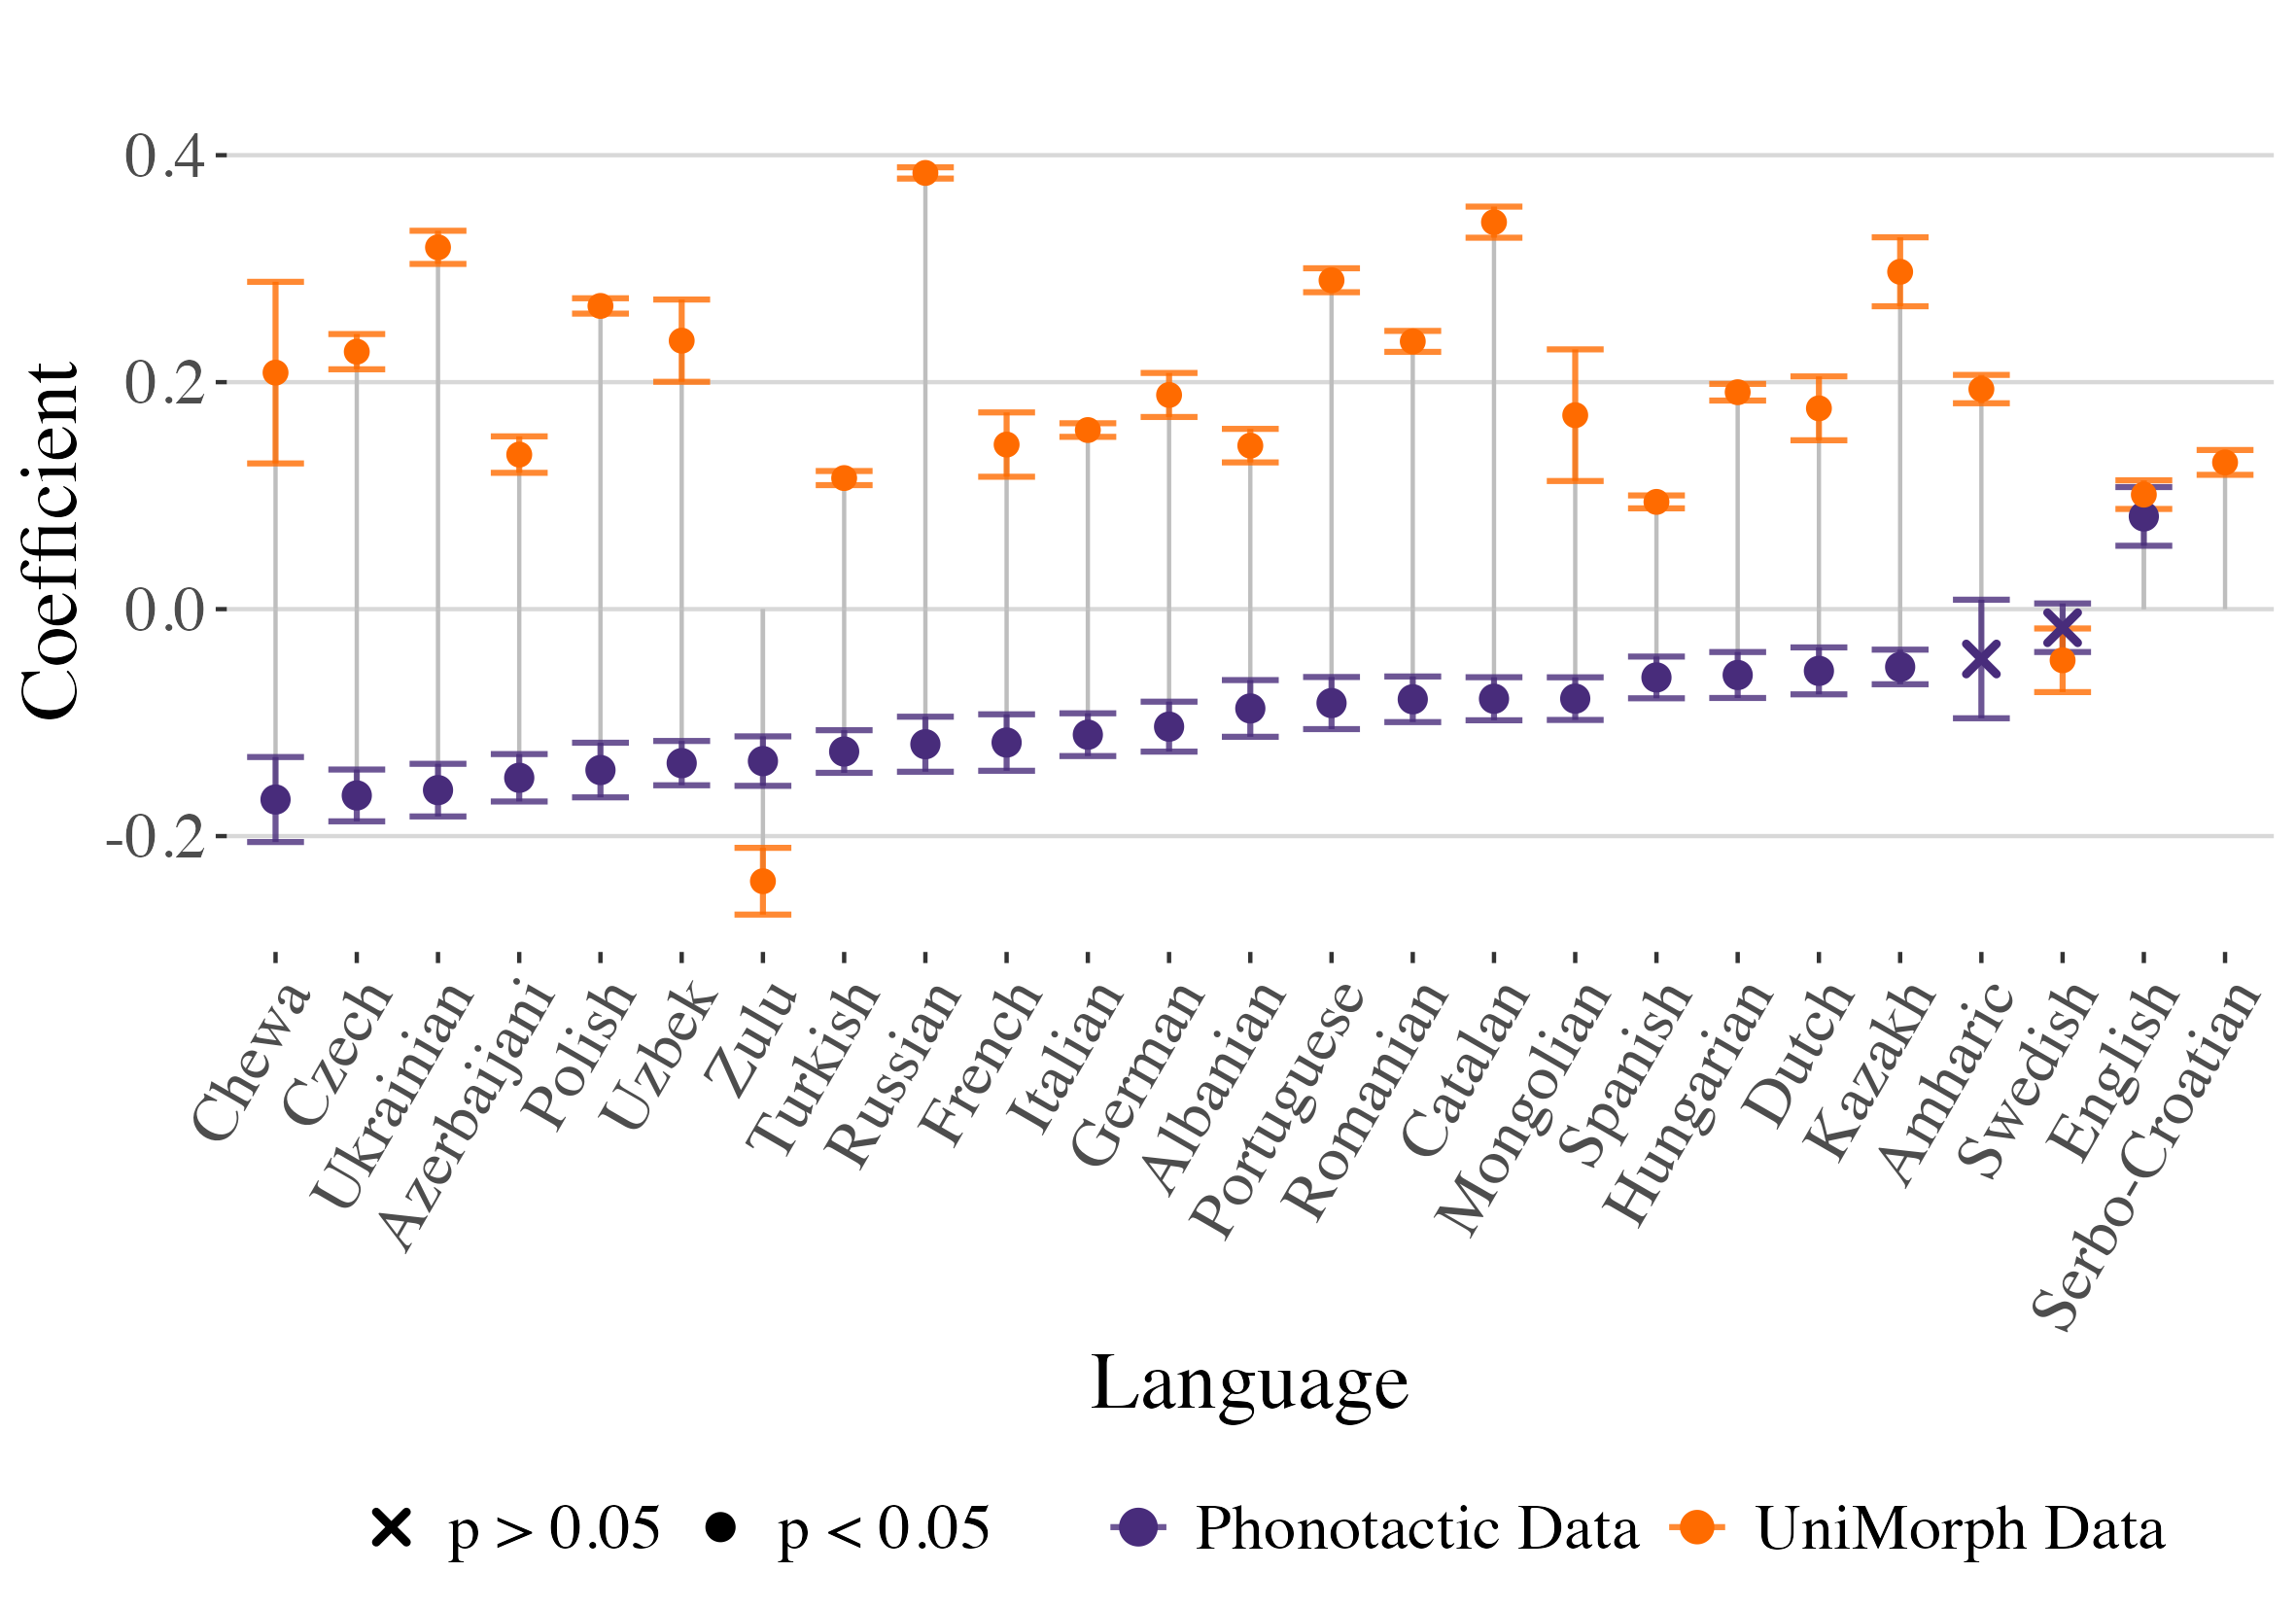 Coefficient
0.4
0.2
0.0
-0.2
Chewa
Czech
Ukrainian
Azerbaijani
Polish
Uzbek
Zulu
Turkish
Russian
French
Italian
German
Albanian
Portuguese
Romanian
Catalan
Mongolian
Spanish
Hungarian
Dutch
Kazakh
Amharic
Swedish
English
Serbo-Croatian
Language
p > 0.05 p < 0.05 Phonotactic Data UniMorph Data